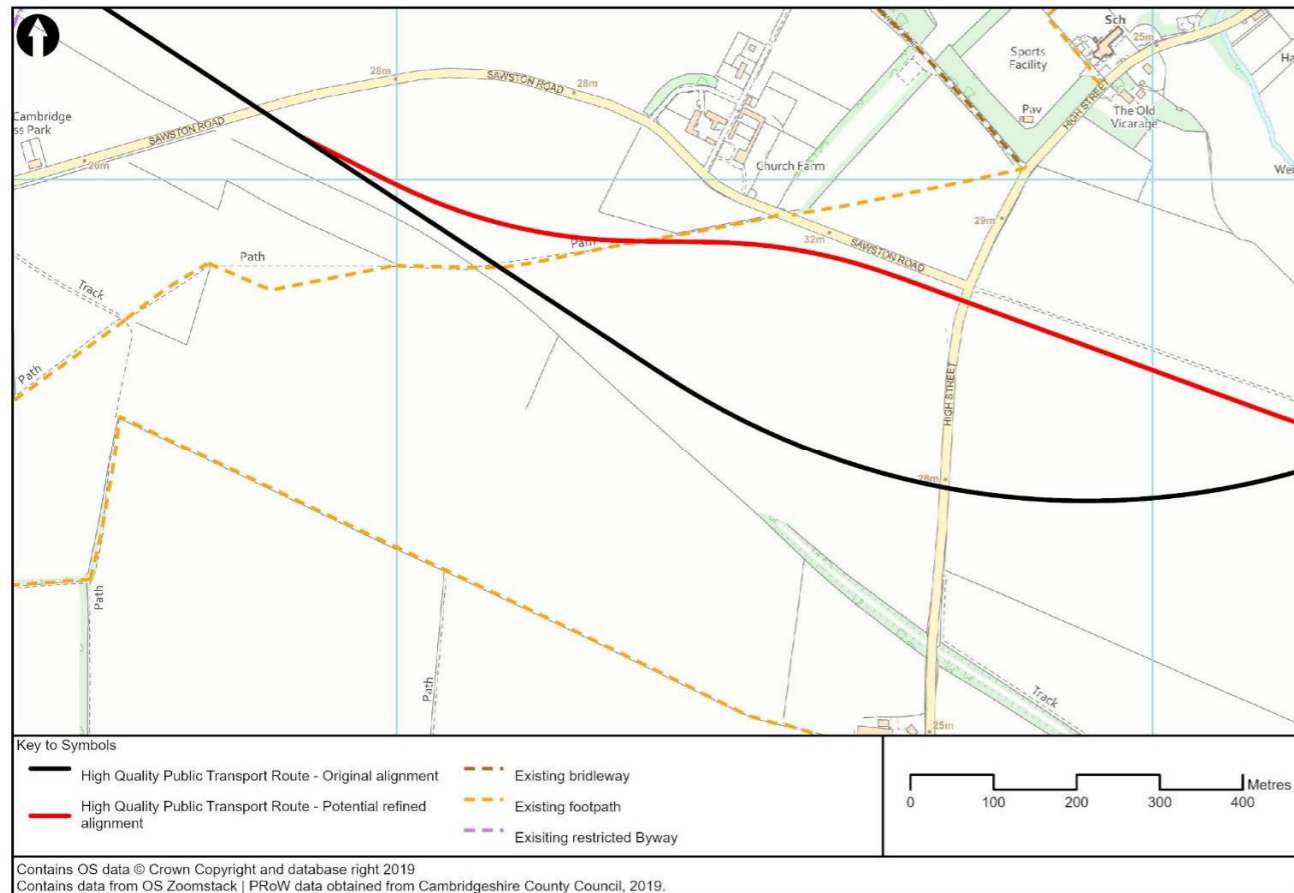 Sch
25m
Sports
Facility
Ha
28m
SAWSTON ROAD
28m
Pav
HIGH STREET
The Old
Vicarage
Cambridge
ss Park
SAWSTON ROAD
Church Farm
Wei
29m
32m
SAWSTON ROAD
Path
Path
Track
Path
HIGH STREET
28m
Path
Path
Track
25m
Key to Symbols
High Quality Public Transport Route - Original alignment
High Quality Public Transport Route - Potential refined
alignment
Existing bridleway
Existing footpath
Exisiting restricted Byway
Metres
0 100 200 300 400
Contains OS data © Crown Copyright and database right 2019
Contains data from OS Zoomstack | PRoW data obtained from Cambridgeshire County Council, 2019.